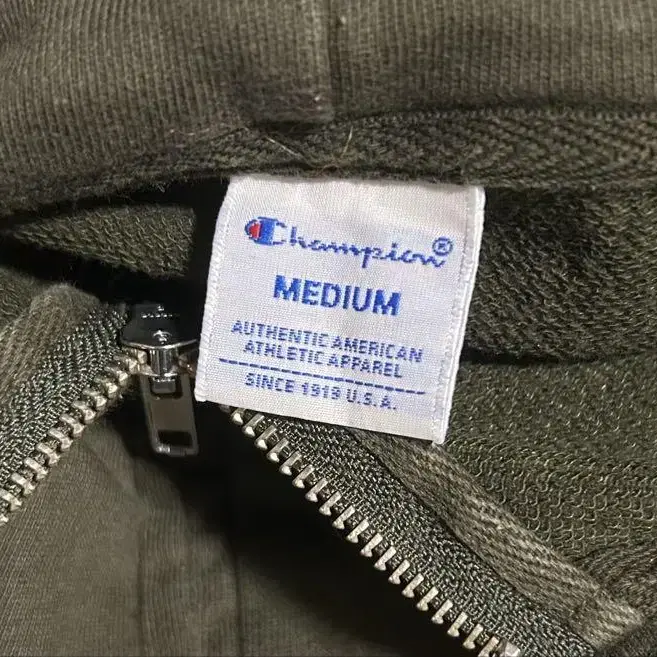 Champion®
MEDIUM
AUTHENTIC AMERICAN
ATHLETIC APPAREL
SINCE 1919 U.S.A.